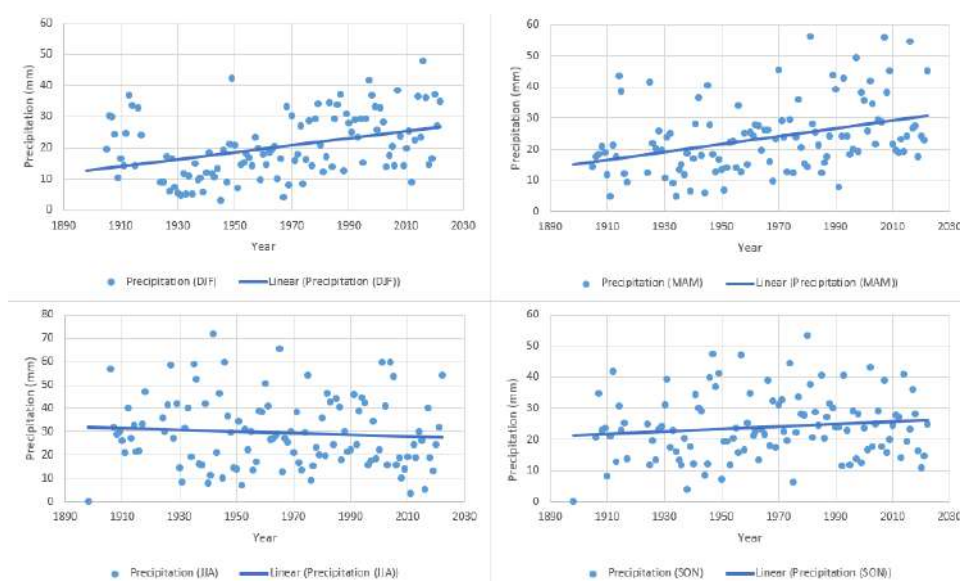 60
50
40
30
20
10
0
Precipitation (mm)
1890 1910 1930 1950 1970 1990 2010 2030
Year
Precipitation (DJF) Linear (Precipitation (DJF))
60
50
40
30
20
10
0
Precipitation (mm)
1890 1910 1930 1950 1970 1990 2010 2030
Year
Precipitation (MAM) Linear (Precipitation (MAM))
80
70
60
50
40
30
20
10
0
Precipitation (mm)
1890 1910 1930 1950 1970 1990 2010 2030
Year
Precipitation (JJA) Linear (Precipitation (JJA))
60
50
40
30
20
10
0
Precipitation (mm)
1890 1910 1930 1950 1970 1990 2010 2030
Year
Precipitation (SON) Linear (Precipitation (SON))